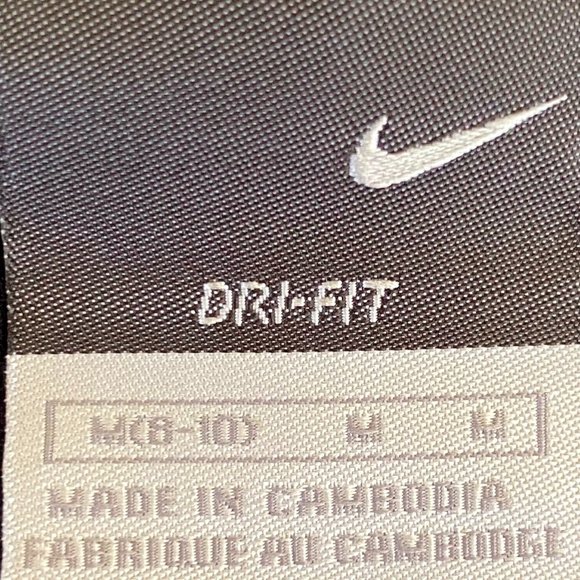 DRI-FIT
M(8-10) M M
MADE IN CAMBODIA
FABRIQUE AU CAMBODGE